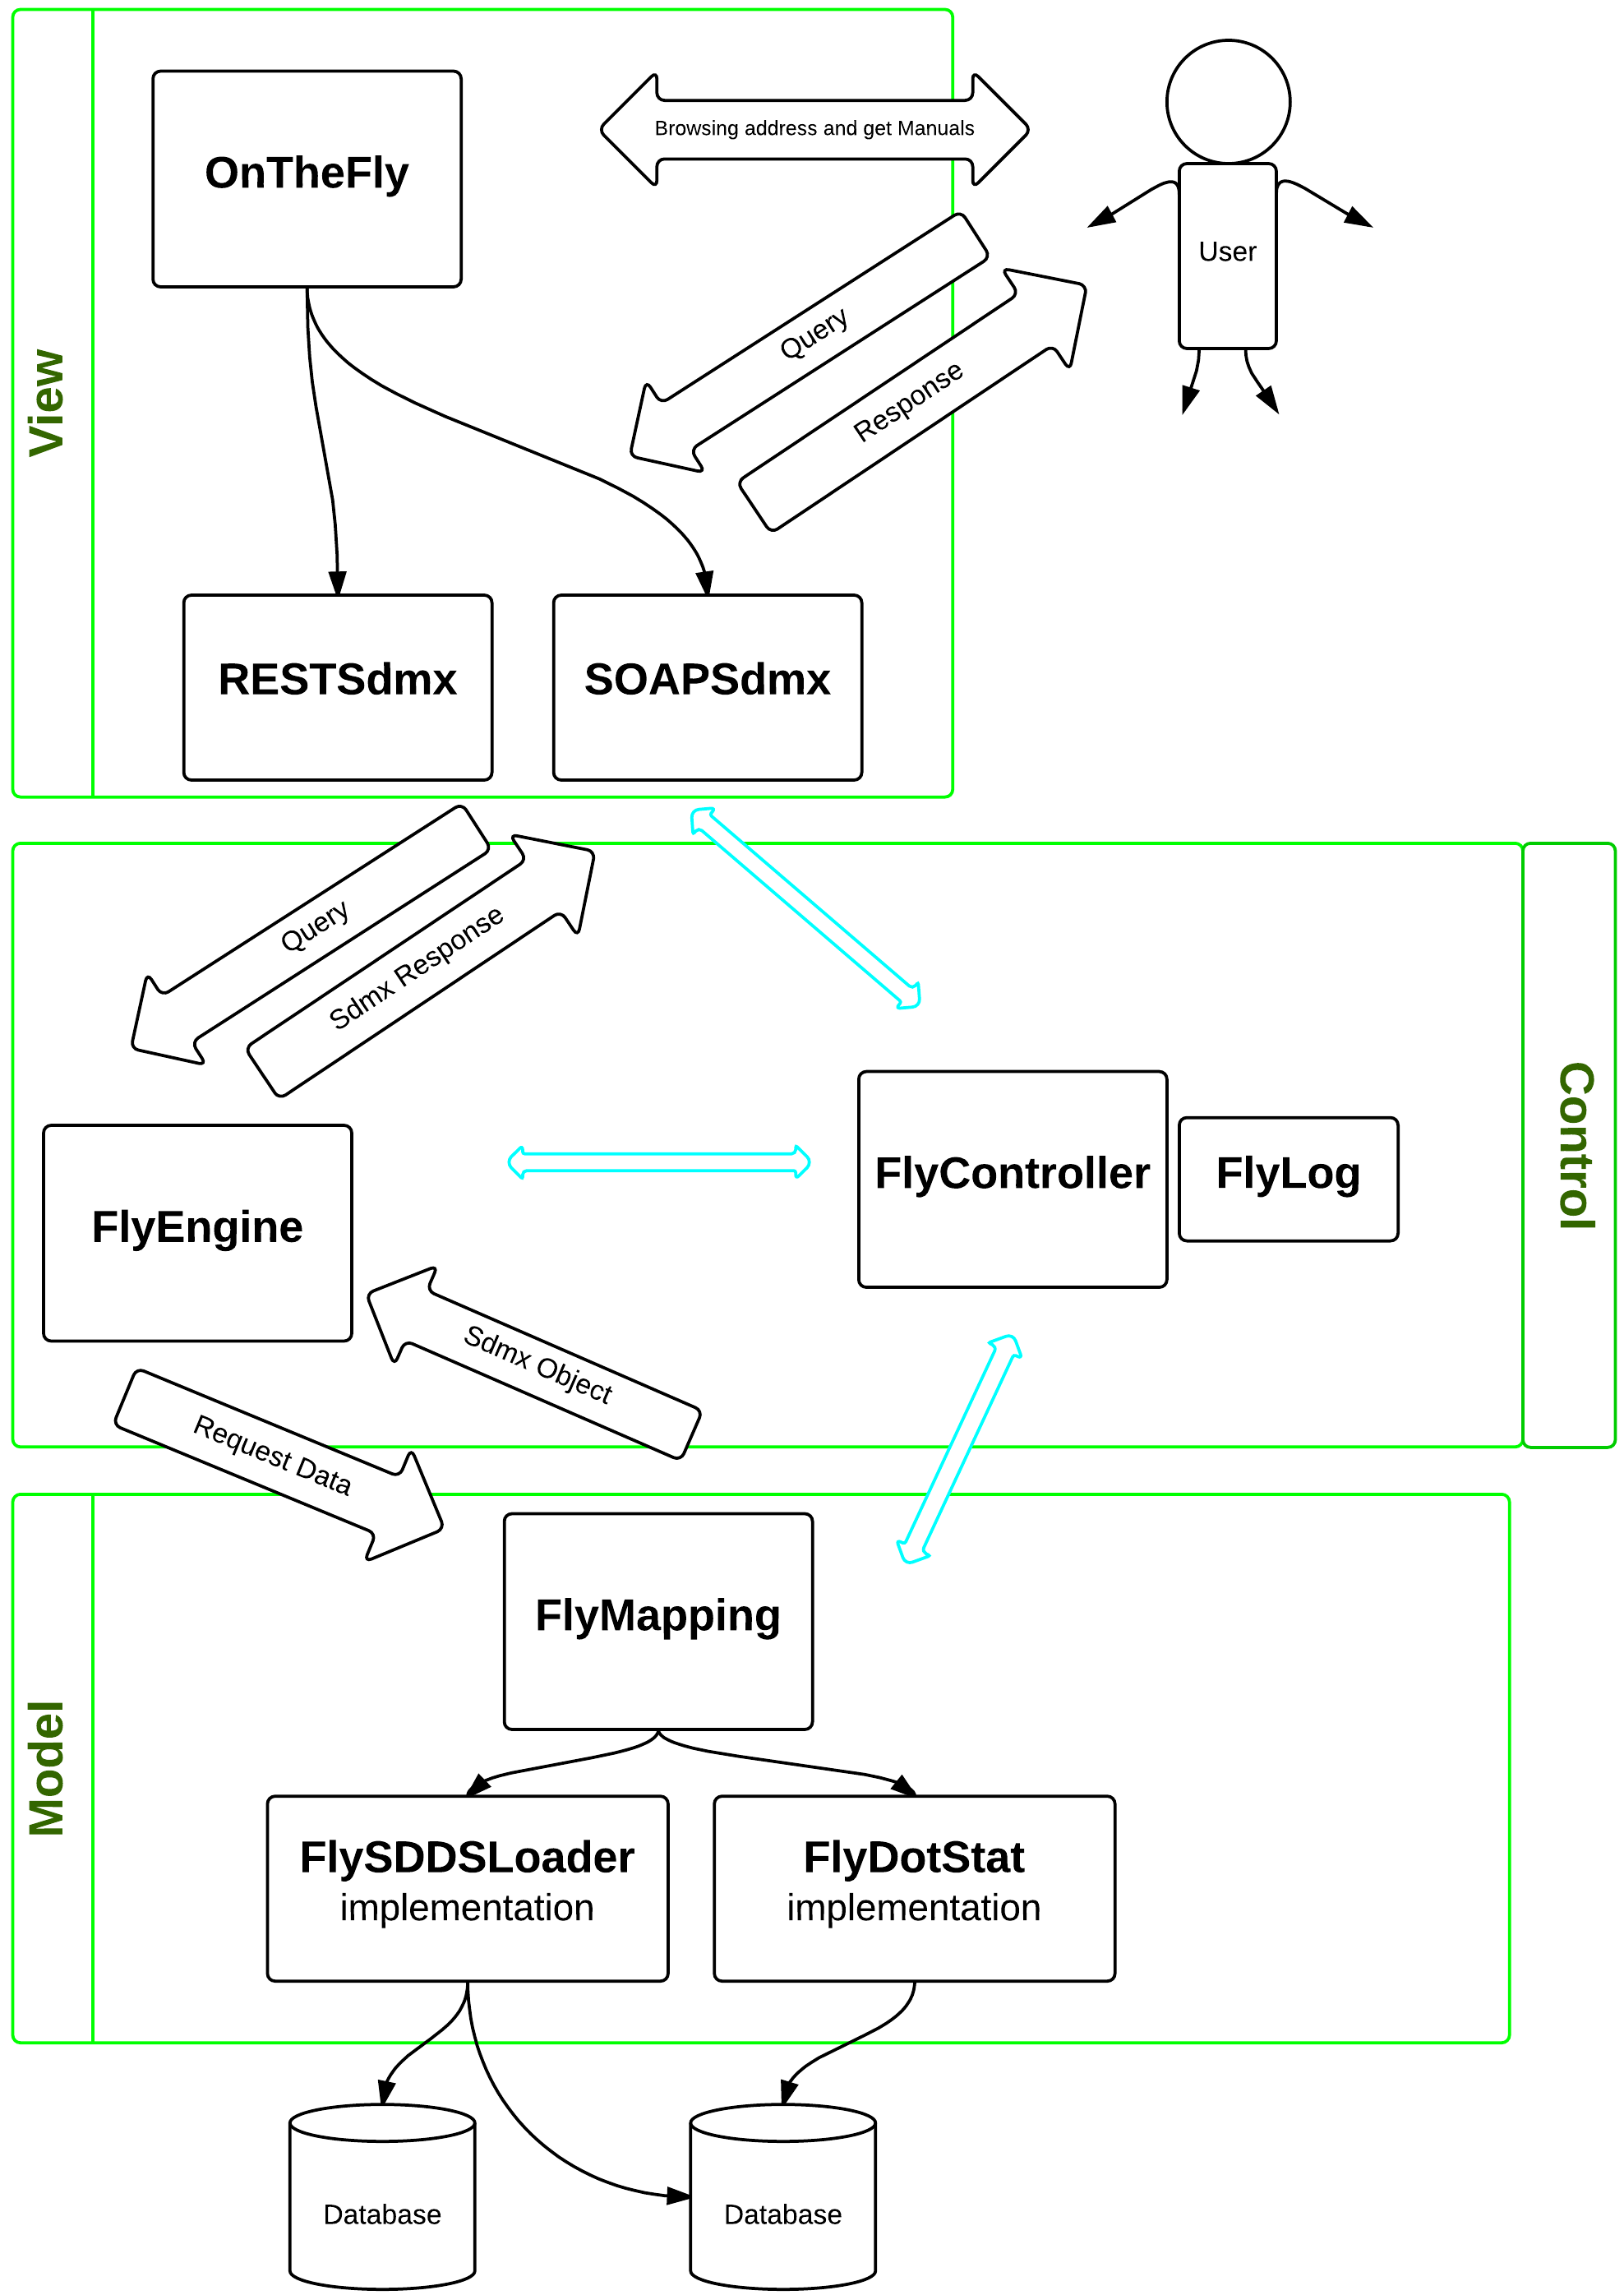 Browsing address and get Manuals
OnTheFly
User
Query
Response
View
RESTSdmx
SOAPSdmx
Query
Sdmx Response
Control
FlyController
FlyLog
FlyEngine
Sdmx Object
Request Data
FlyMapping
Model
FlySDDSLoader
implementation
FlyDotStat
implementation
Database
Database